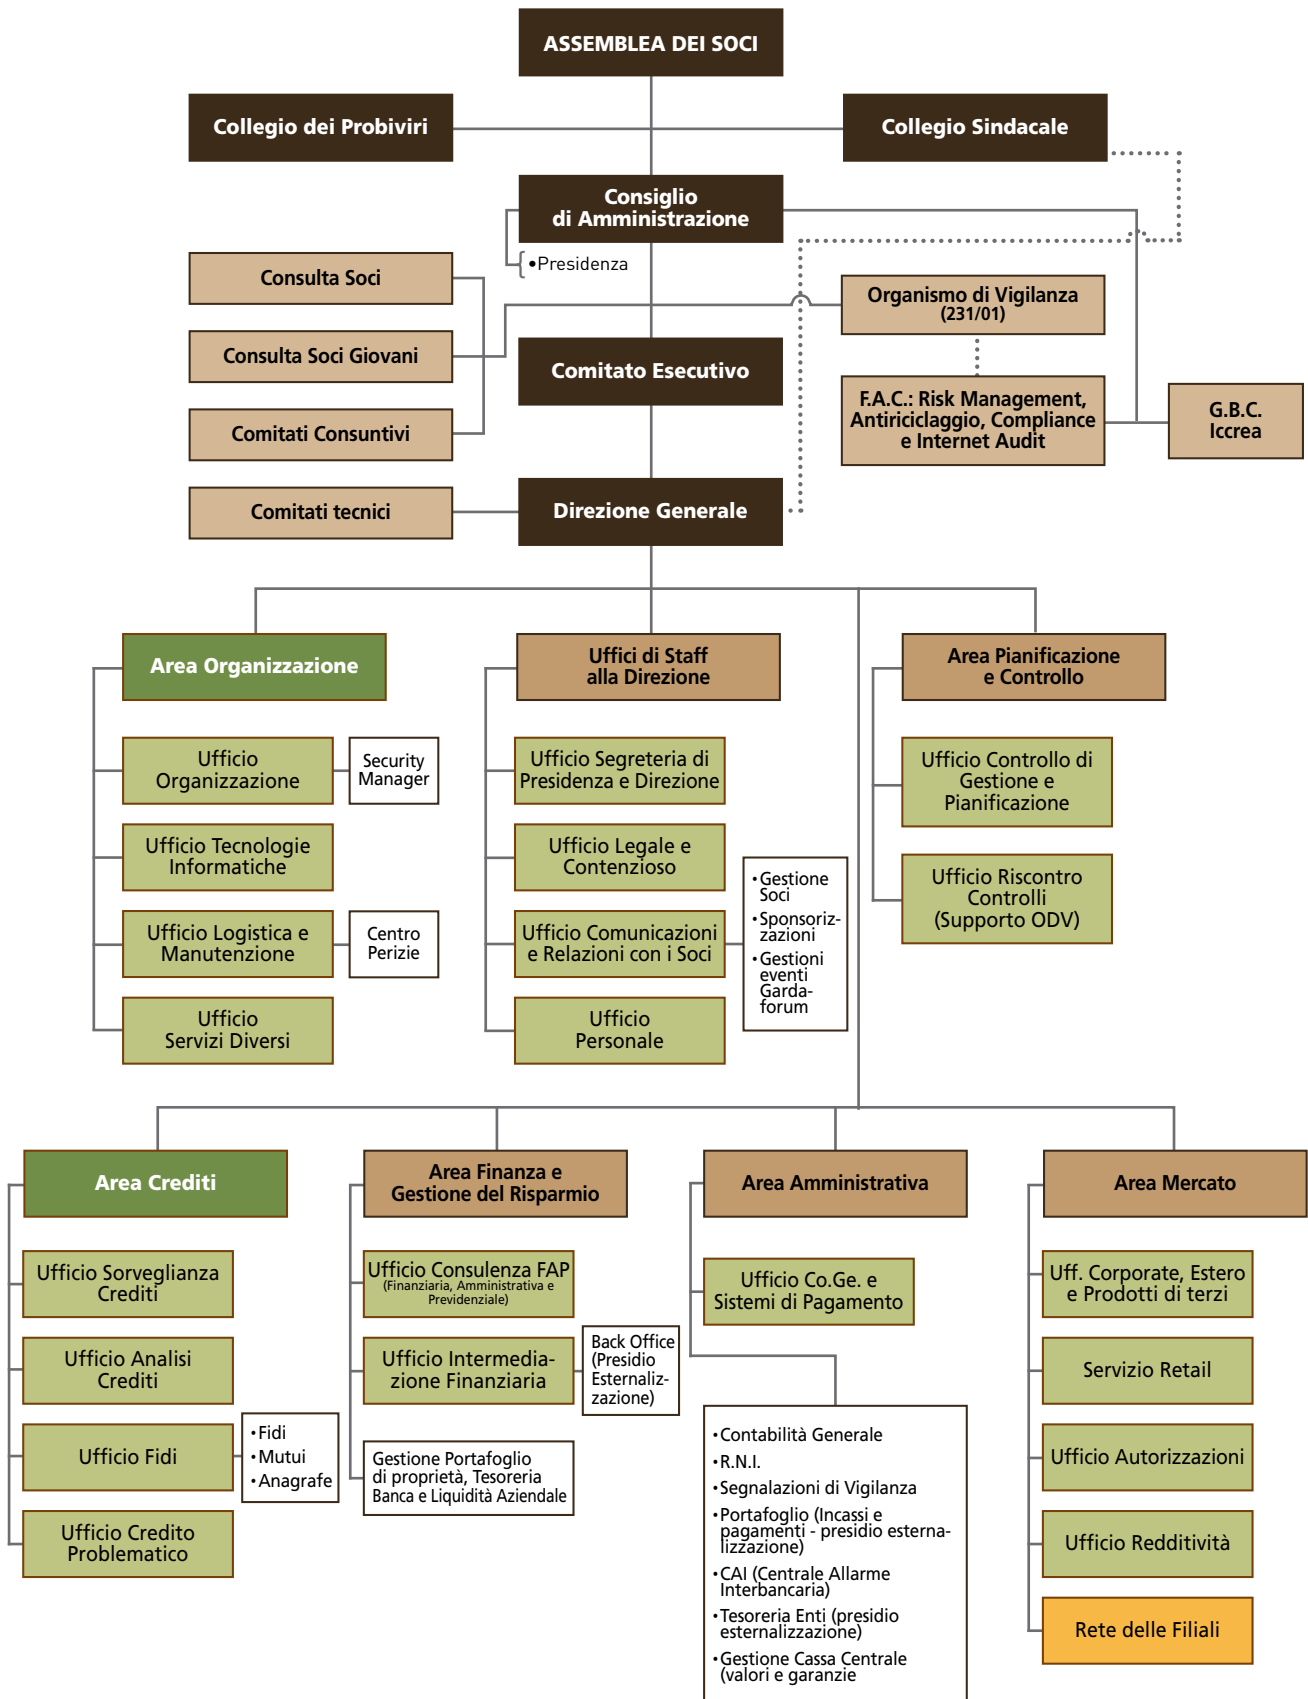 ASSEMBLEA DEI SOCI
Collegio dei Probiviri
Collegio Sindacale
Consiglio
di Amministrazione
•Presidenza
Consulta Soci
Organismo di Vigilanza
(231/01)
Consulta Soci Giovani
Comitato Esecutivo
F.A.C.: Risk Management,
Antiriciclaggio, Compliance
e Internet Audit
G.B.C.
Iccrea
Comitati Consuntivi
Comitati tecnici
Direzione Generale
Area Organizzazione
Uffici di Staff
alla Direzione
Area Pianificazione
e Controllo
Ufficio
Organizzazione
Security
Manager
Ufficio Tecnologie
Informatiche
Ufficio Logistica e
Manutenzione
Centro
Perizie
Ufficio
Servizi Diversi
Ufficio Segreteria di
Presidenza e Direzione
Ufficio Legale e
Contenzioso
Ufficio Comunicazioni
e Relazioni con i Soci
•Gestione
Soci
•Sponsoriz-
zazioni
•Gestioni
eventi
Garda-
forum
Ufficio
Personale
Ufficio Controllo di
Gestione e
Pianificazione
Ufficio Riscontro
Controlli
(Supporto ODV)
Area Crediti
Area Finanza e
Gestione del Risparmio
Area Amministrativa
Area Mercato
Ufficio Sorveglianza
Crediti
Ufficio Analisi
Crediti
Ufficio Fidi
•Fidi
•Mutui
•Anagrafe
Ufficio Credito
Problematico
Ufficio Consulenza FAP
(Finanziaria, Amministrativa e
Previdenziale)
Ufficio Intermedia-
zione Finanziaria
Back Office
(Presidio
Esternaliz-
zazione)
Gestione Portafoglio
di proprietà, Tesoreria
Banca e Liquidità Aziendale
Ufficio Co.Ge. e
Sistemi di Pagamento
•Contabilità Generale
•R.N.I.
•Segnalazioni di Vigilanza
•Portafoglio (Incassi e
pagamenti - presidio esterna-
lizzazione)
•CAI (Centrale Allarme
Interbancaria)
•Tesoreria Enti (presidio
esternalizzazione)
•Gestione Cassa Centrale
(valori e garanzie
Uff. Corporate, Estero
e Prodotti di terzi
Servizio Retail
Ufficio Autorizzazioni
Ufficio Redditività
Rete delle Filiali